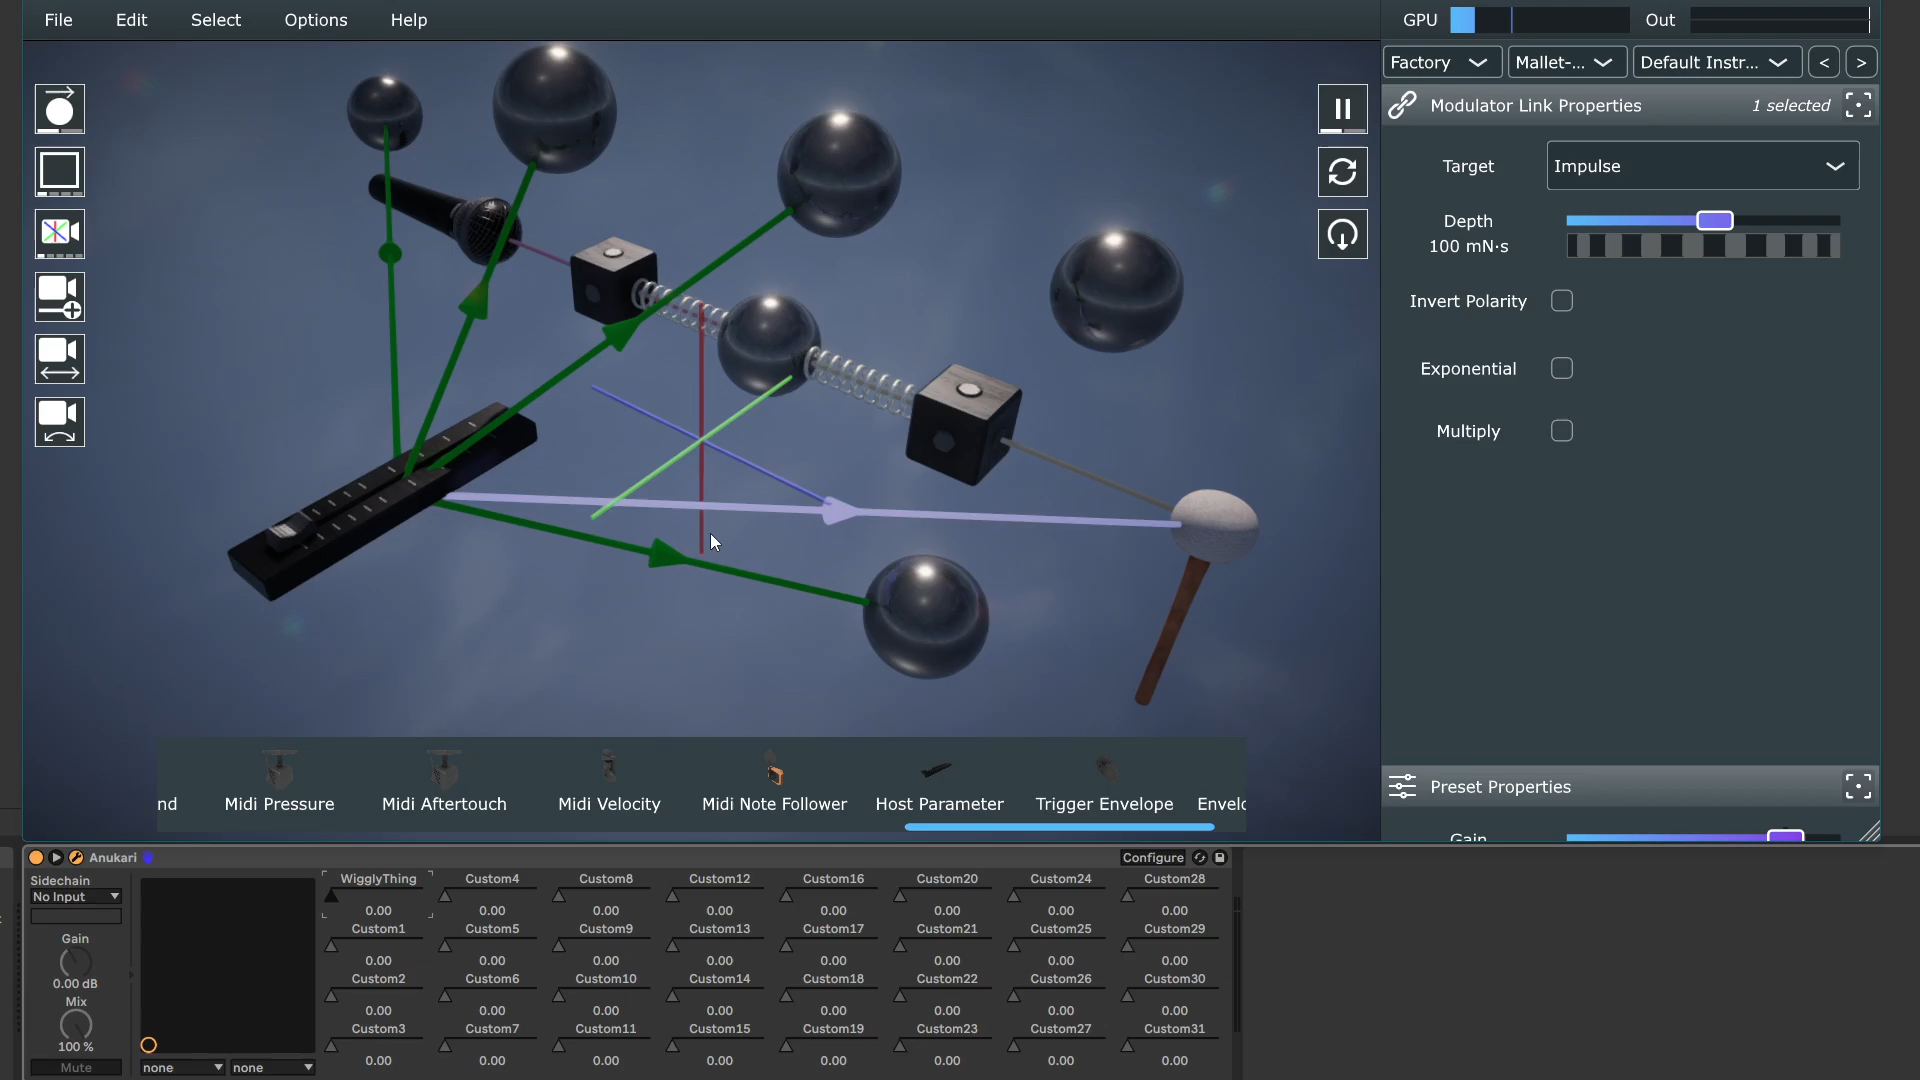 File Edit Select Options Help
GPU Out
Factory Mallet-... Default Instr... < >
Modulator Link Properties 1 selected
Target Impulse
Depth
100 mN·s
Invert Polarity
Exponential
Multiply
nd Midi Pressure Midi Aftertouch Midi Velocity Midi Note Follower Host Parameter Trigger Envelope Envelo
Preset Properties
Gain
Anukari Configure
Sidechain
No Input
Gain
0.00 dB
Mix
100 %
Mute
none none
WigglyThing Custom4 Custom8 Custom12 Custom16 Custom20 Custom24 Custom28
0.00 0.00 0.00 0.00 0.00 0.00 0.00 0.00
Custom1 Custom5 Custom9 Custom13 Custom17 Custom21 Custom25 Custom29
0.00 0.00 0.00 0.00 0.00 0.00 0.00 0.00
Custom2 Custom6 Custom10 Custom14 Custom18 Custom22 Custom26 Custom30
0.00 0.00 0.00 0.00 0.00 0.00 0.00 0.00
Custom3 Custom7 Custom11 Custom15 Custom19 Custom23 Custom27 Custom31
0.00 0.00 0.00 0.00 0.00 0.00 0.00 0.00